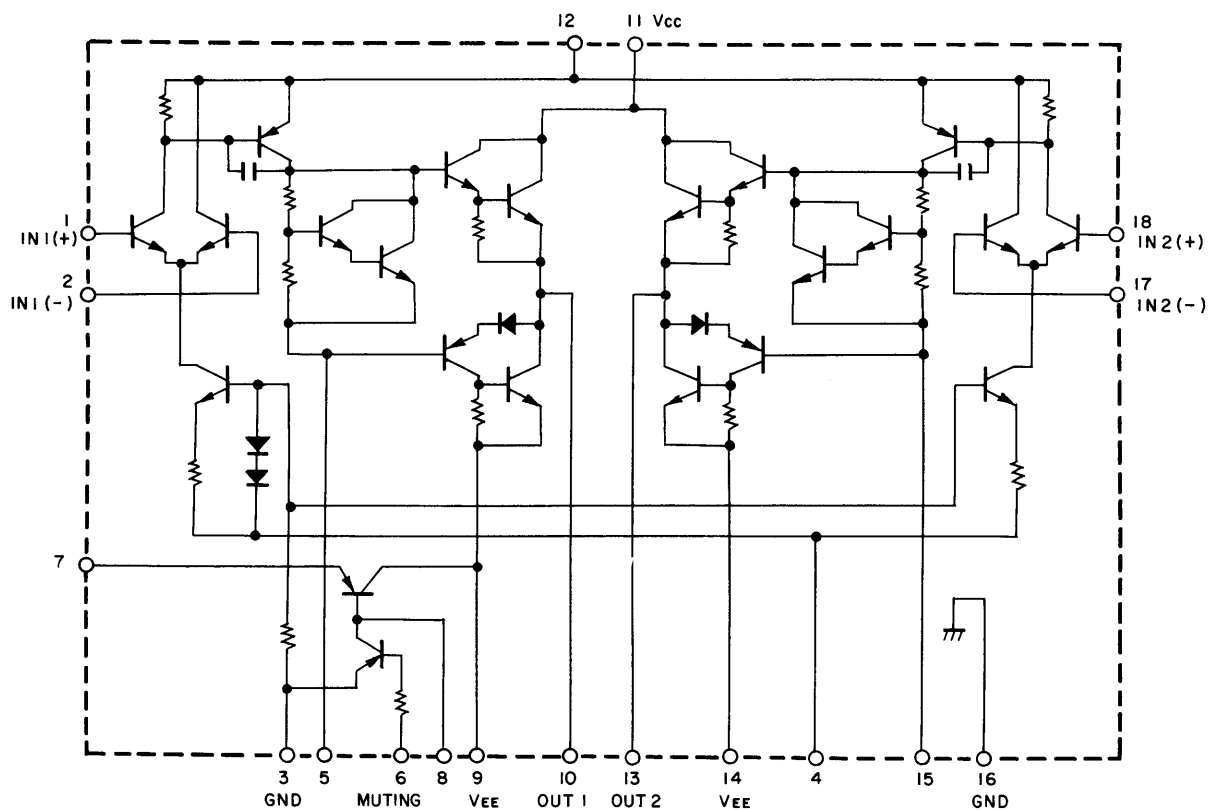 12
11 Vcc
1
IN1(+)
2
IN1(-)
18
IN2(+)
17
IN2(-)
7
3
5
6
8
9
10
13
14
4
15
16
GND
MUTING
VEE
OUT 1
OUT 2
VEE
GND